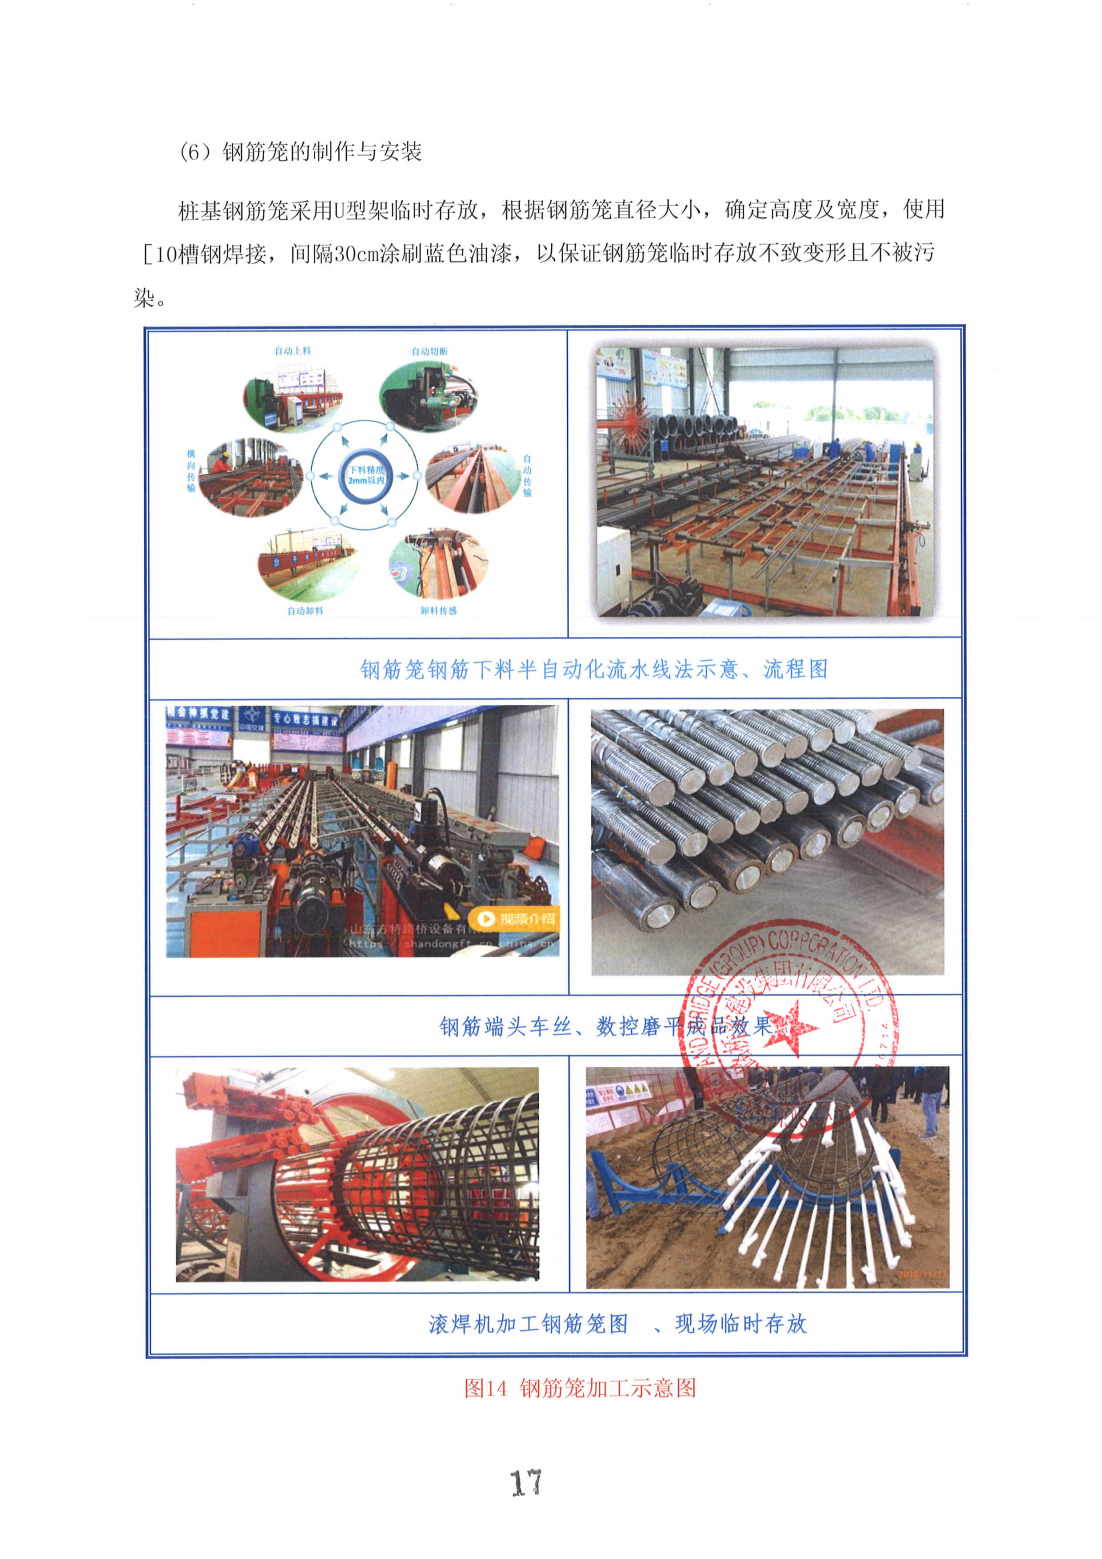 (6）钢筋笼的制作与安装
桩基钢筋笼采用U型架临时存放，根据钢筋笼直径大小，确定高度及宽度，使用
[10槽钢焊接，间隔30cm涂刷蓝色油漆，以保证钢筋笼临时存放不致变形且不被污
染。
自动上料
自动切断
横向传输
下料精度
2mm以内
自动传输
自动卸料
卸料传感
钢筋笼钢筋下料半自动化流水线法示意、流程图
专心致志搞建设
视频介绍
山东方特路桥设备有
https://shandongft.cn.china.cn
钢筋端头车丝、数控磨平成品效果
BRIDGE(GROUP) CORPORATION LTD.
建设集团有限公司
滚焊机加工钢筋笼图 、现场临时存放
图14 钢筋笼加工示意图
17